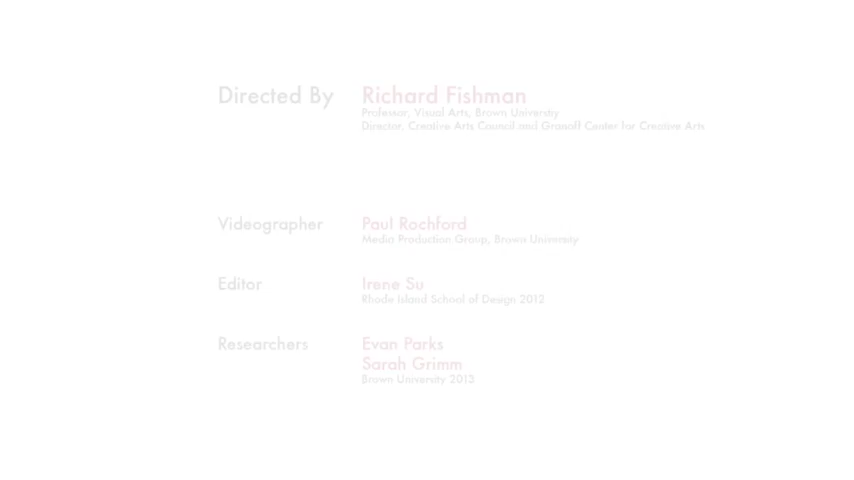 Directed By Richard Fishman
Professor, Visual Arts, Brown University
Director, Creative Arts Council and Granoff Center for Creative Arts
Videographer Paul Rochford
Media Production Group, Brown University
Editor Irene Su
Rhode Island School of Design 2012
Researchers Evan Parks
Sarah Grimm
Brown University 2013